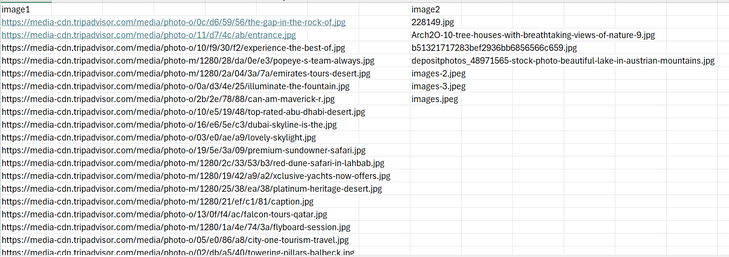 image1 image2
https://media-cdn.tripadvisor.com/media/photo-o/0c/d6/59/56/the-gap-in-the-rock-of.jpg 228149.jpg
https://media-cdn.tripadvisor.com/media/photo-o/11/d7/4c/ab/entrance.jpg Arch2O-10-tree-houses-with-breathtaking-views-of-nature-9.jpg
https://media-cdn.tripadvisor.com/media/photo-o/10/f9/30/f2/experience-the-best-of.jpg b51321717283bef2936bb6856566c659.jpg
https://media-cdn.tripadvisor.com/media/photo-m/1280/28/da/0e/e3/popeye-s-team-always.jpg depositphotos_48971565-stock-photo-beautiful-lake-in-austrian-mountains.jpg
https://media-cdn.tripadvisor.com/media/photo-m/1280/2a/04/3a/7a/emirates-tours-desert.jpg images-2.jpeg
https://media-cdn.tripadvisor.com/media/photo-o/0a/d3/4e/25/illuminate-the-fountain.jpg images-3.jpeg
https://media-cdn.tripadvisor.com/media/photo-o/2b/2e/78/88/can-am-maverick-r.jpg images.jpeg
https://media-cdn.tripadvisor.com/media/photo-o/10/e5/19/48/top-rated-abu-dhabi-desert.jpg
https://media-cdn.tripadvisor.com/media/photo-o/16/e6/5e/c3/dubai-skyline-is-the.jpg
https://media-cdn.tripadvisor.com/media/photo-o/03/e0/ae/a9/lovely-skylight.jpg
https://media-cdn.tripadvisor.com/media/photo-o/19/5e/3a/09/premium-sundowner-safari.jpg
https://media-cdn.tripadvisor.com/media/photo-m/1280/2c/33/53/b3/red-dune-safari-in-lahbab.jpg
https://media-cdn.tripadvisor.com/media/photo-m/1280/19/42/a9/a2/xclusive-yachts-now-offers.jpg
https://media-cdn.tripadvisor.com/media/photo-m/1280/25/38/ea/38/platinum-heritage-desert.jpg
https://media-cdn.tripadvisor.com/media/photo-m/1280/21/ef/c1/81/caption.jpg
https://media-cdn.tripadvisor.com/media/photo-o/13/0f/f4/ac/falcon-tours-qatar.jpg
https://media-cdn.tripadvisor.com/media/photo-m/1280/1a/4e/74/3a/flyboard-session.jpg
https://media-cdn.tripadvisor.com/media/photo-o/05/e0/86/a8/city-one-tourism-travel.jpg
https://media-cdn.tripadvisor.com/media/photo-o/02/db/a5/40/towering-pillars-balbeck.jpg